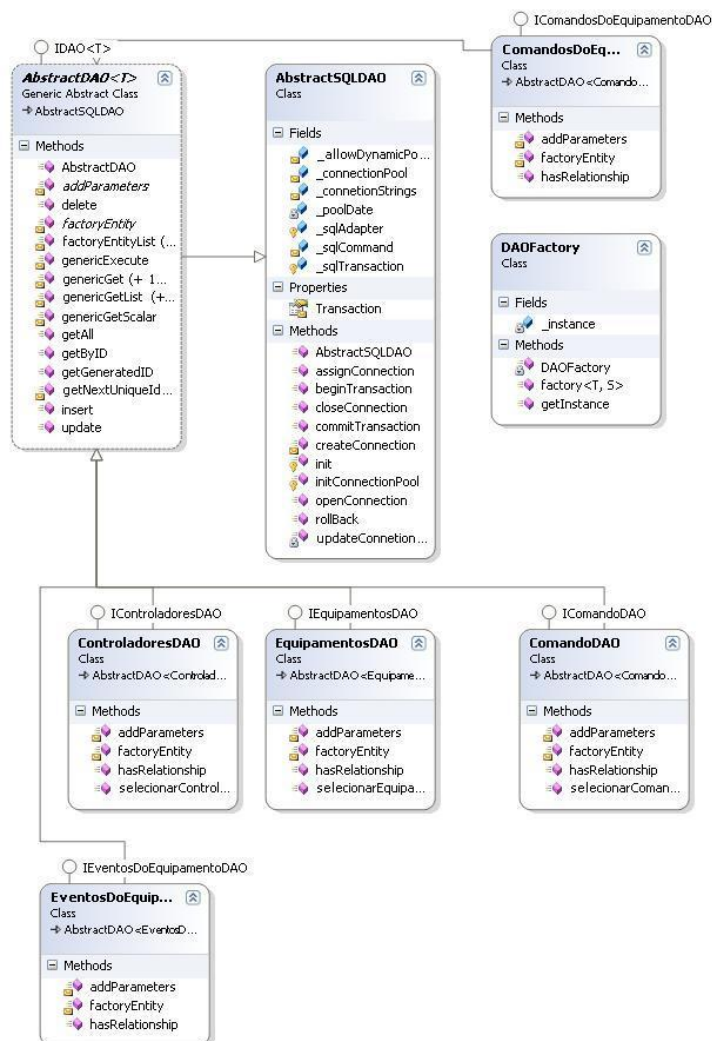 IDAO<T>
AbstractDAO<T>
Generic Abstract Class
AbstractSQLDAO
Methods
AbstractDAO
addParameters
delete
factoryEntity
factoryEntityList (...
genericExecute
genericGet (+ 1...
genericGetList (+...
genericGetScalar
getAll
getByID
getGeneratedID
getNextUniqueId...
insert
update
AbstractSQLDAO
Class
Fields
_allowDynamicPo...
_connectionPool
_connetionStrings
_poolDate
_sqlAdapter
_sqlCommand
_sqlTransaction
Properties
Transaction
Methods
AbstractSQLDAO
assignConnection
beginTransaction
closeConnection
commitTransaction
createConnection
init
initConnectionPool
openConnection
rollBack
updateConnetion...
IComandosDoEquipamentoDAO
ComandosDoEq...
Class
AbstractDAO<Comando...
Methods
addParameters
factoryEntity
hasRelationship
DAOFactory
Class
Fields
_instance
Methods
DAOFactory
factory<T, S>
getInstance
IControladoresDAO
ControladoresDAO
Class
AbstractDAO<Controlad...
Methods
addParameters
factoryEntity
hasRelationship
selecionarControl...
IEquipamentosDAO
EquipamentosDAO
Class
AbstractDAO<Equipame...
Methods
addParameters
factoryEntity
hasRelationship
selecionarEquipa...
IComandoDAO
ComandoDAO
Class
AbstractDAO<Comando...
Methods
addParameters
factoryEntity
hasRelationship
selecionarComan...
IEventosDoEquipamentoDAO
EventosDoEquip...
Class
AbstractDAO<EventosD...
Methods
addParameters
factoryEntity
hasRelationship